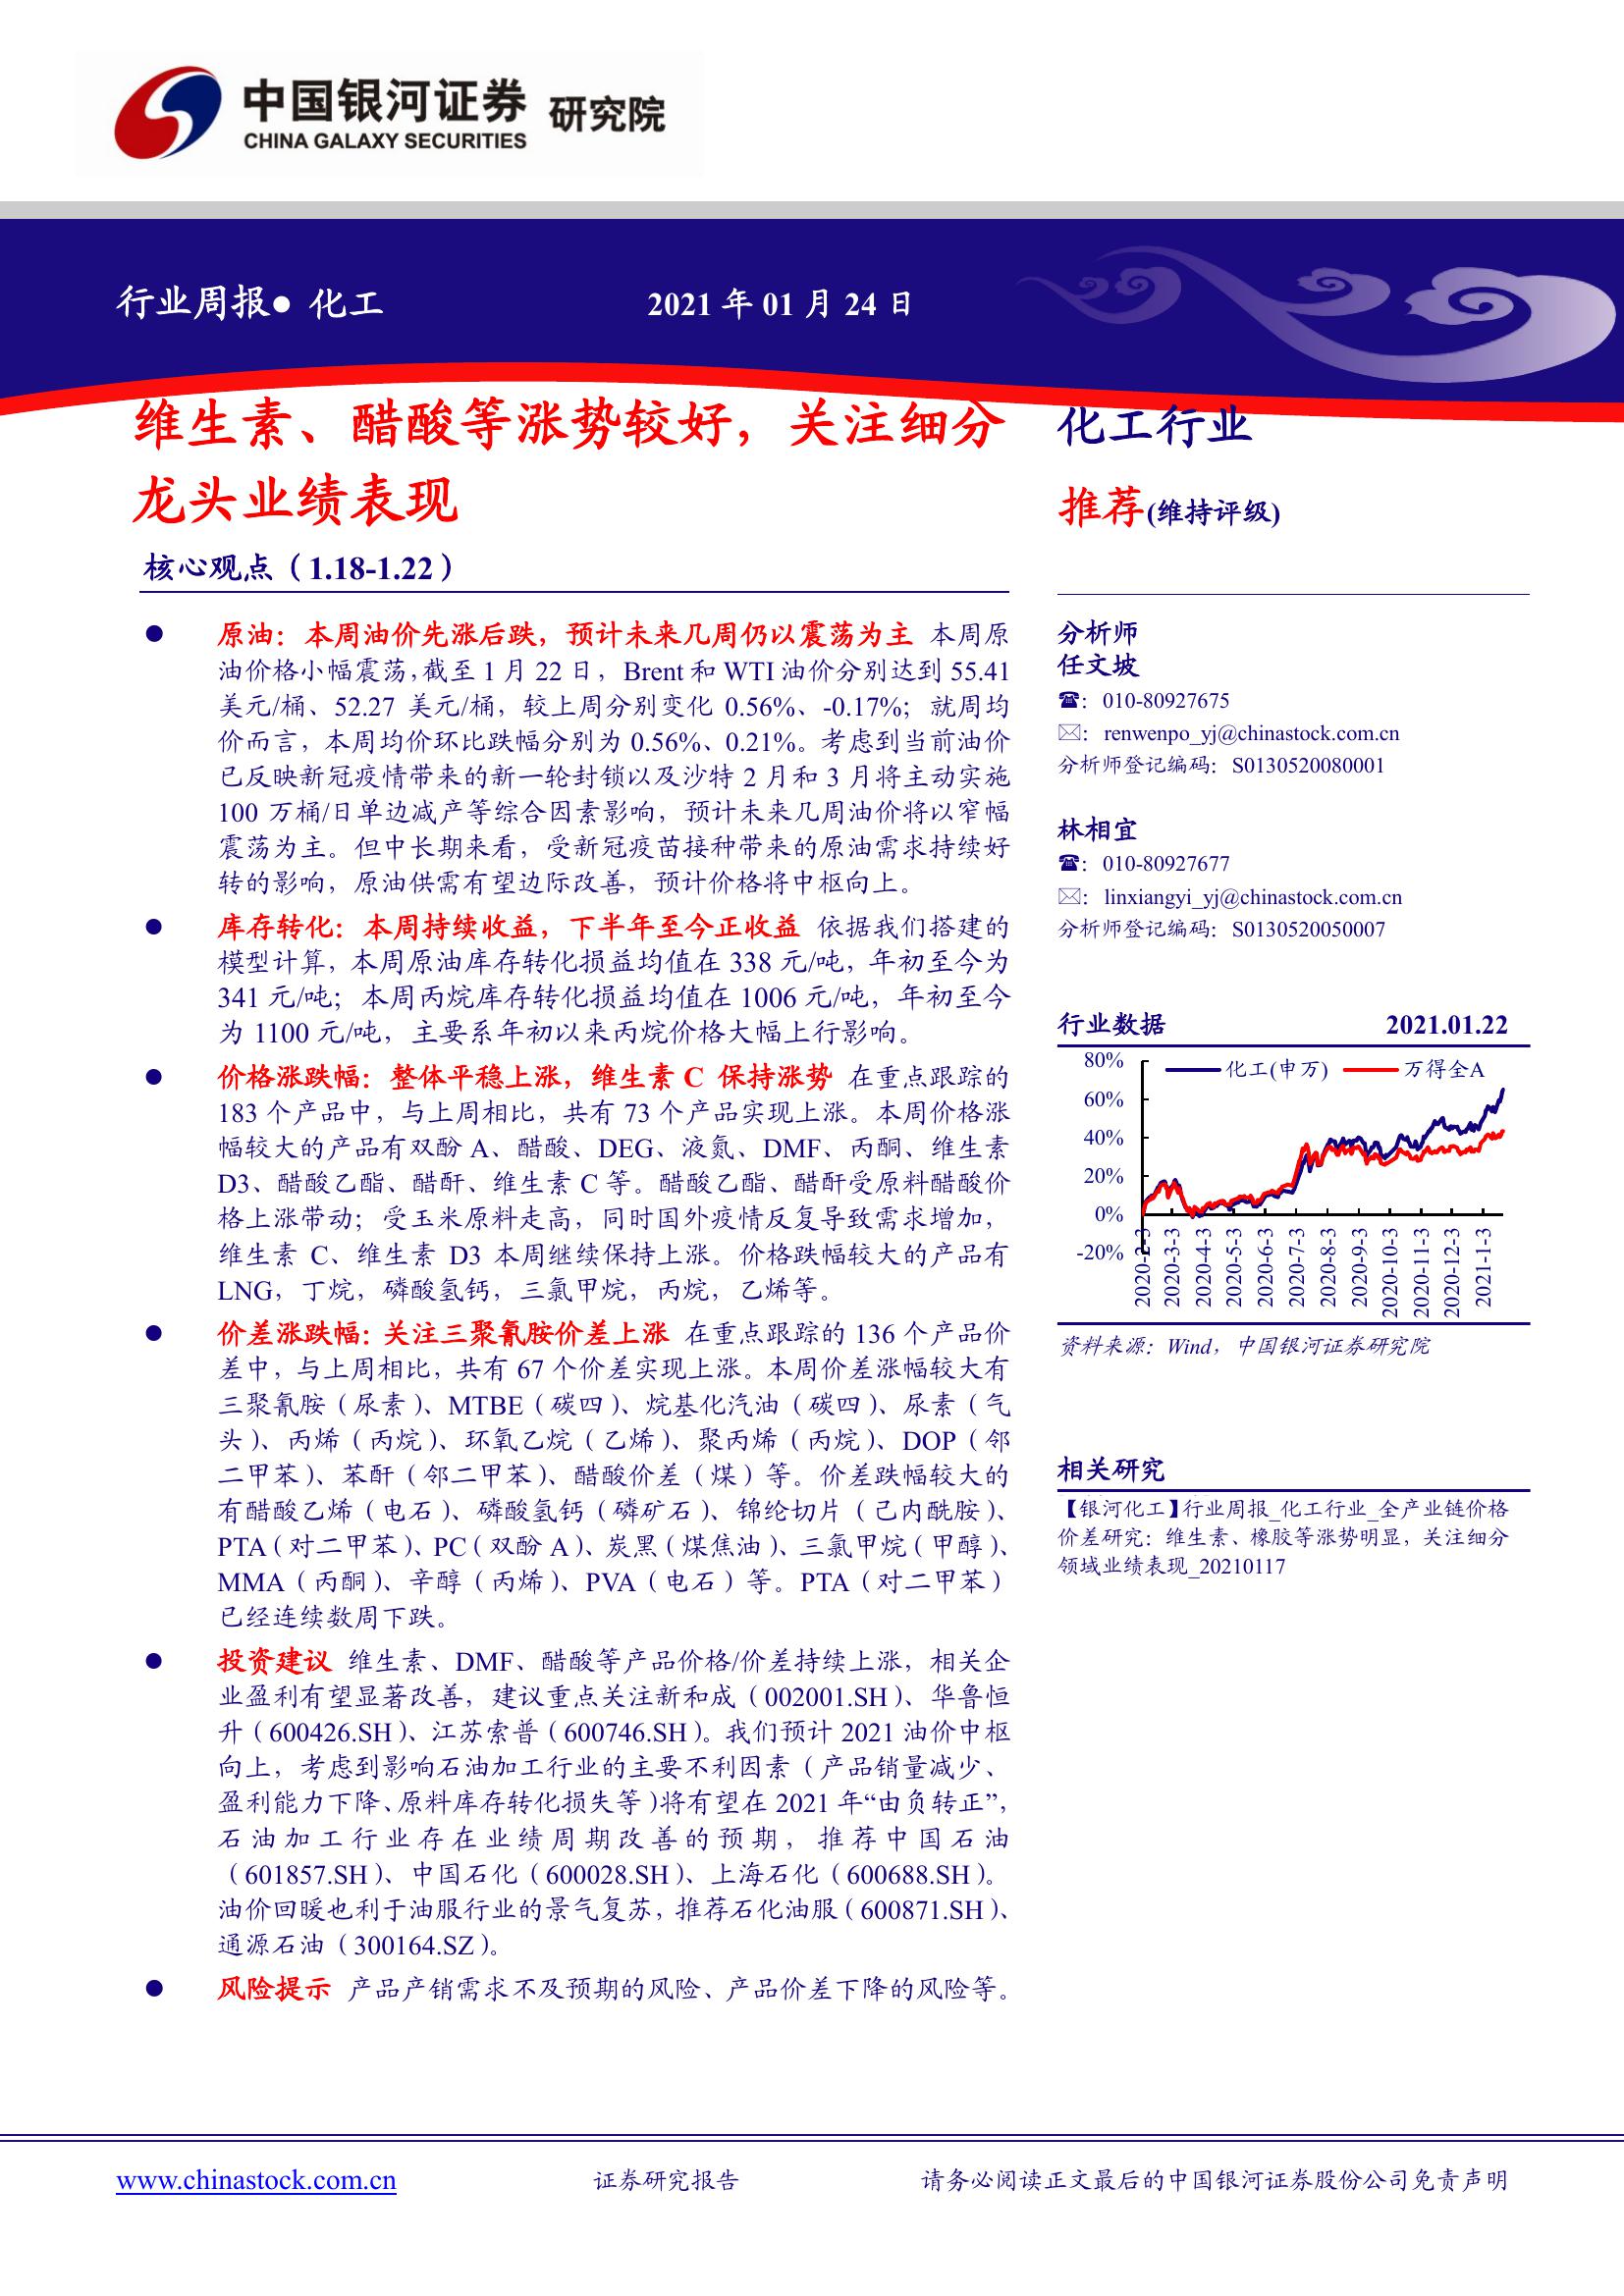 中国银河证券 研究院
CHINA GALAXY SECURITIES
行业周报● 化工
2021 年 01 月 24 日
维生素、醋酸等涨势较好，关注细分
龙头业绩表现
核心观点（1.18-1.22）
● 原油：本周油价先涨后跌，预计未来几周仍以震荡为主 本周原
油价格小幅震荡，截至 1 月 22 日，Brent 和 WTI 油价分别达到 55.41
美元/桶、52.27 美元/桶，较上周分别变化 0.56%、-0.17%；就周均
价而言，本周均价环比跌幅分别为 0.56%、0.21%。考虑到当前油价
已反映新冠疫情带来的新一轮封锁以及沙特 2 月和 3 月将主动实施
100 万桶/日单边减产等综合因素影响，预计未来几周油价将以窄幅
震荡为主。但中长期来看，受新冠疫苗接种带来的原油需求持续好
转的影响，原油供需有望边际改善，预计价格将中枢向上。
● 库存转化：本周持续收益，下半年至今正收益 依据我们搭建的
模型计算，本周原油库存转化损益均值在 338 元/吨，年初至今为
341 元/吨；本周丙烷库存转化损益均值在 1006 元/吨，年初至今
为 1100 元/吨，主要系年初以来丙烷价格大幅上行影响。
● 价格涨跌幅：整体平稳上涨，维生素 C 保持涨势 在重点跟踪的
183 个产品中，与上周相比，共有 73 个产品实现上涨。本周价格涨
幅较大的产品有双酚 A、醋酸、DEG、液氮、DMF、丙酮、维生素
D3、醋酸乙酯、醋酐、维生素 C 等。醋酸乙酯、醋酐受原料醋酸价
格上涨带动；受玉米原料走高，同时国外疫情反复导致需求增加，
维生素 C、维生素 D3 本周继续保持上涨。价格跌幅较大的产品有
LNG，丁烷，磷酸氢钙，三氯甲烷，丙烷，乙烯等。
● 价差涨跌幅：关注三聚氰胺价差上涨 在重点跟踪的 136 个产品价
差中，与上周相比，共有 67 个价差实现上涨。本周价差涨幅较大有
三聚氰胺（尿素）、MTBE（碳四）、烷基化汽油（碳四）、尿素（气
头）、丙烯（丙烷）、环氧乙烷（乙烯）、聚丙烯（丙烷）、DOP（邻
二甲苯）、苯酐（邻二甲苯）、醋酸价差（煤）等。价差跌幅较大的
有醋酸乙烯（电石）、磷酸氢钙（磷矿石）、锦纶切片（己内酰胺）、
PTA（对二甲苯）、PC（双酚 A）、炭黑（煤焦油）、三氯甲烷（甲醇）、
MMA（丙酮）、辛醇（丙烯）、PVA（电石）等。PTA（对二甲苯）
已经连续数周下跌。
● 投资建议 维生素、DMF、醋酸等产品价格/价差持续上涨，相关企
业盈利有望显著改善，建议重点关注新和成（002001.SH）、华鲁恒
升（600426.SH）、江苏索普（600746.SH）。我们预计 2021 油价中枢
向上，考虑到影响石油加工行业的主要不利因素（产品销量减少、
盈利能力下降、原料库存转化损失等）将有望在 2021 年“由负转正”，
石油加工行业存在业绩周期改善的预期，推荐中国石油
（601857.SH）、中国石化（600028.SH）、上海石化（600688.SH）。
油价回暖也利于油服行业的景气复苏，推荐石化油服（600871.SH）、
通源石油（300164.SZ）。
● 风险提示 产品产销需求不及预期的风险、产品价差下降的风险等。
化工行业
推荐(维持评级)
分析师
任文坡
☎：010-80927675
✉：renwenpo_yj@chinastock.com.cn
分析师登记编码：S0130520080001
林相宜
☎：010-80927677
✉：linxiangyi_yj@chinastock.com.cn
分析师登记编码：S0130520050007
行业数据 2021.01.22
化工(申万) 万得全A
80%
60%
40%
20%
0%
-20%
2020-2-3
2020-3-3
2020-4-3
2020-5-3
2020-6-3
2020-7-3
2020-8-3
2020-9-3
2020-10-3
2020-11-3
2020-12-3
2021-1-3
资料来源：Wind，中国银河证券研究院
相关研究
【银河化工】行业周报_化工行业_全产业链价格
价差研究：维生素、橡胶等涨势明显，关注细分
领域业绩表现_20210117
www.chinastock.com.cn
证券研究报告
请务必阅读正文最后的中国银河证券股份公司免责声明